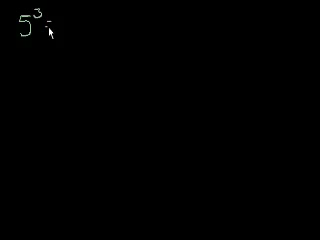 5³ =